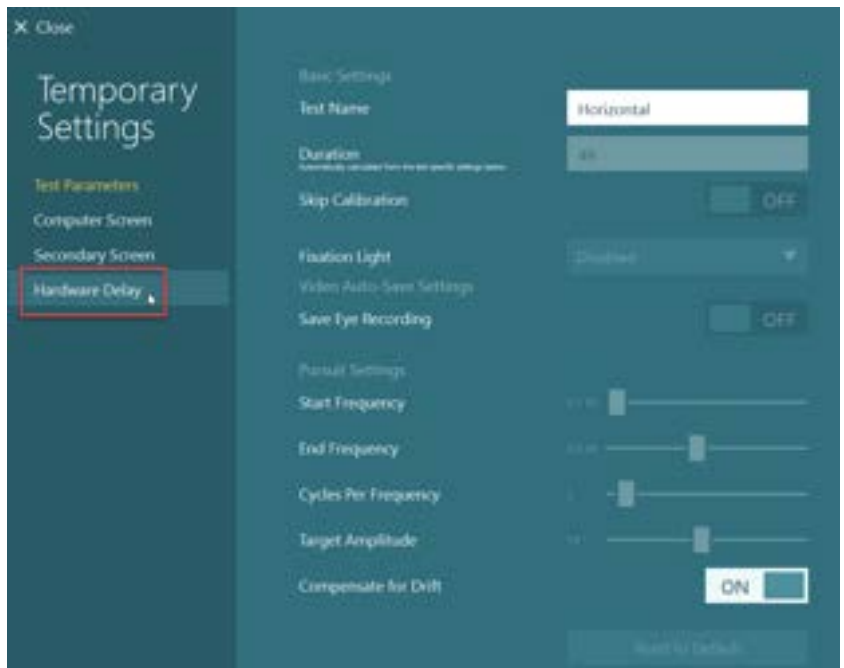 Close
Temporary
Settings
Test Parameters
Computer Screen
Secondary Screen
Hardware Delay
Basic Settings
Test Name
Horizontal
Duration
Skip Calibration
OFF
Fixation Light
Disabled
Video Auto-Save Settings
Save Eye Recording
OFF
Pursuit Settings
Start Frequency
End Frequency
Cycles Per Frequency
Target Amplitude
Compensate for Drift
ON
Reset to Default